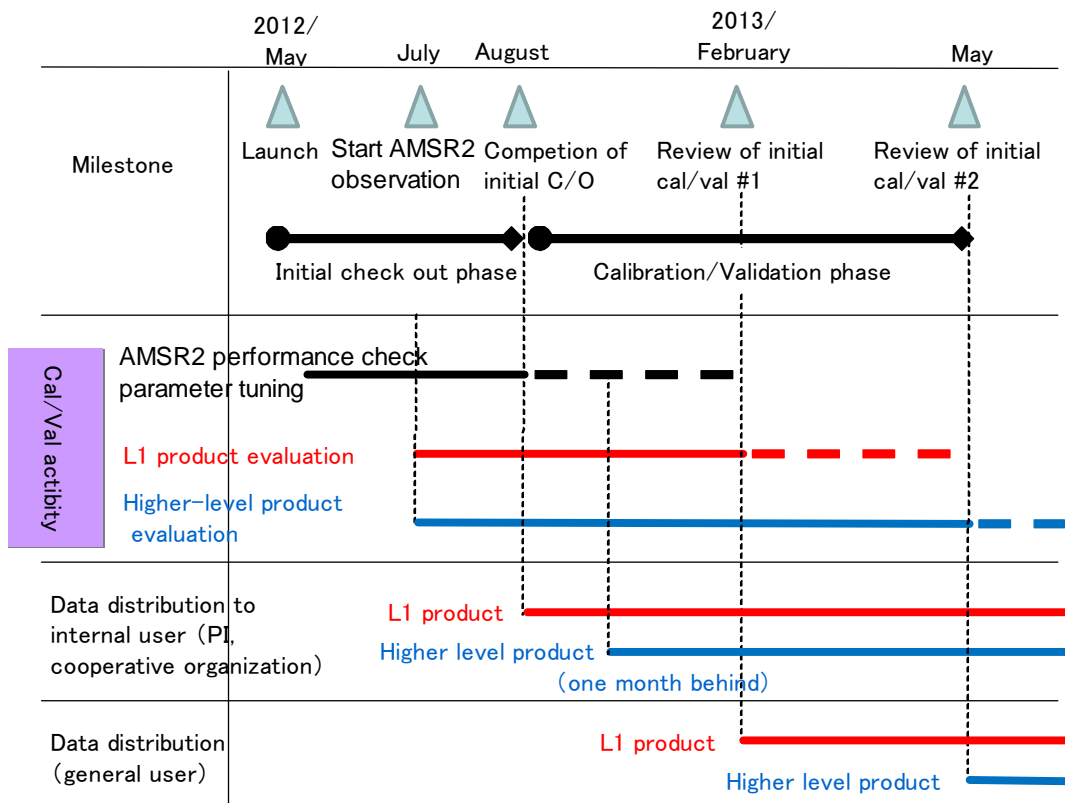 2012/
May
July
August
2013/
February
May
Milestone
Launch
Start AMSR2
observation
Competion of
initial C/O
Review of initial
cal/val #1
Review of initial
cal/val #2
Initial check out phase
Calibration/Validation phase
Cal/Val actibity
AMSR2 performance check
parameter tuning
L1 product evaluation
Higher-level product
evaluation
Data distribution to
internal user (PI,
cooperative organization)
L1 product
Higher level product
(one month behind)
Data distribution
(general user)
L1 product
Higher level product